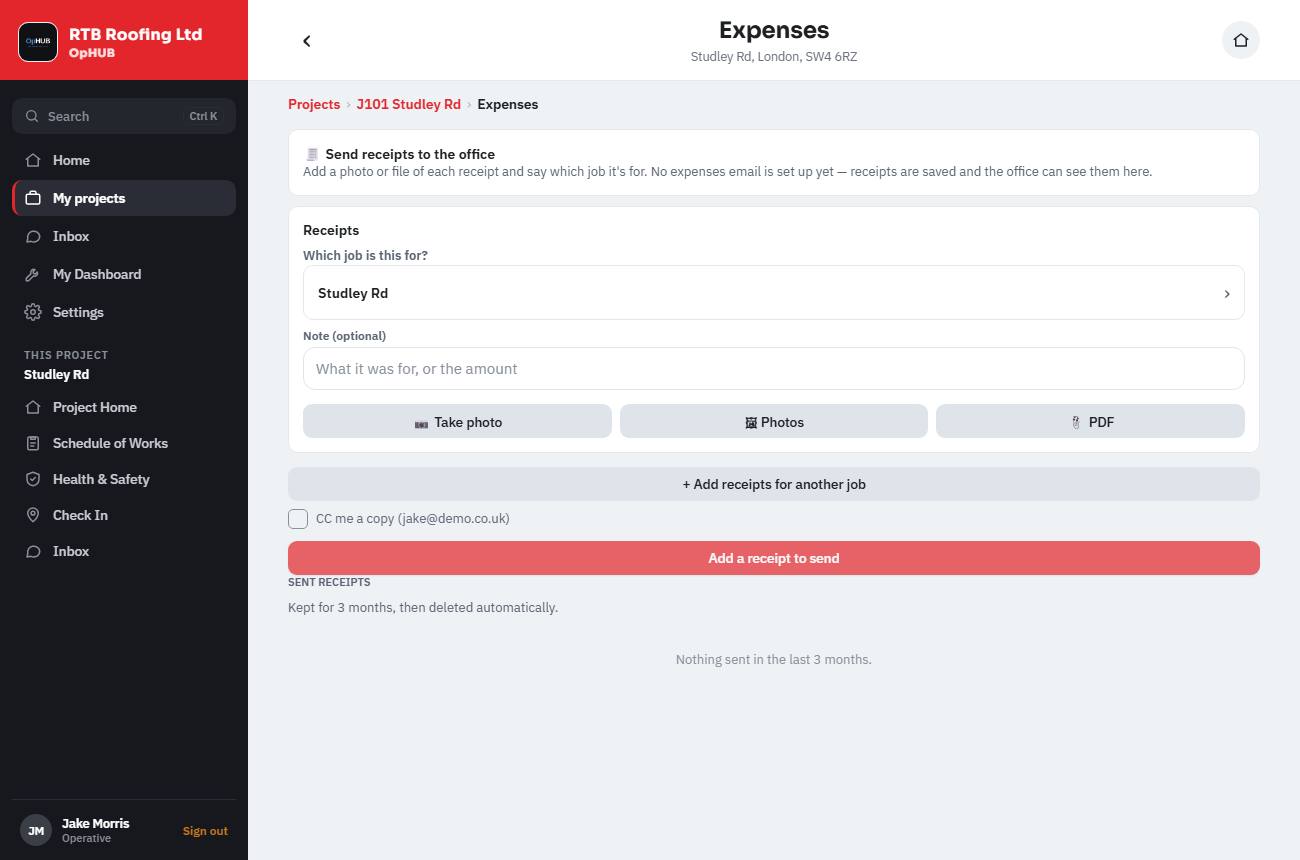 OpHUB
RTB Roofing Ltd
OpHUB
Search
Ctrl K
Home
My projects
Inbox
My Dashboard
Settings
THIS PROJECT
Studley Rd
Project Home
Schedule of Works
Health & Safety
Check In
Inbox
JM
Jake Morris
Operative
Sign out
Expenses
Studley Rd, London, SW4 6RZ
Projects › J101 Studley Rd › Expenses
Send receipts to the office
Add a photo or file of each receipt and say which job it's for. No expenses email is set up yet — receipts are saved and the office can see them here.
Receipts
Which job is this for?
Studley Rd
Note (optional)
What it was for, or the amount
Take photo
Photos
PDF
+ Add receipts for another job
CC me a copy (jake@demo.co.uk)
Add a receipt to send
SENT RECEIPTS
Kept for 3 months, then deleted automatically.
Nothing sent in the last 3 months.